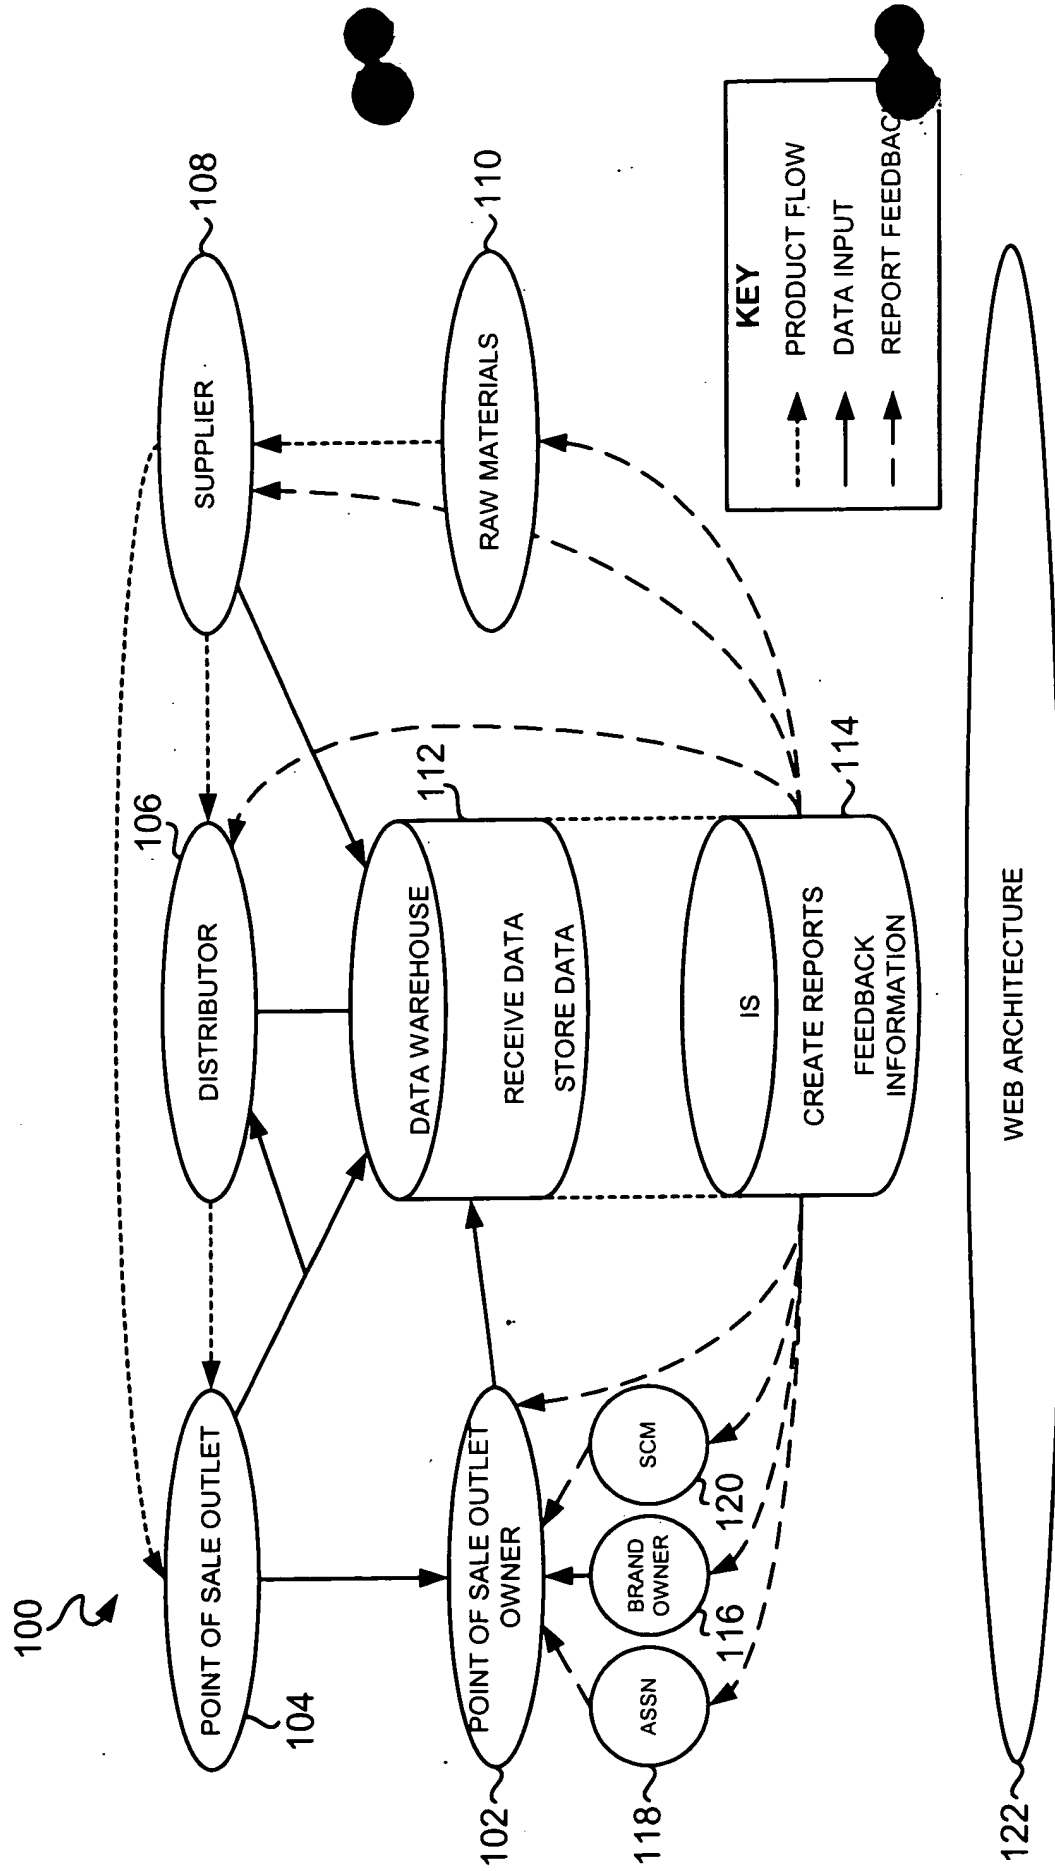 100
POINT OF SALE OUTLET
104
DISTRIBUTOR
106
SUPPLIER
108
POINT OF SALE OUTLET
OWNER
102
DATA WAREHOUSE
RECEIVE DATA
STORE DATA
112
RAW MATERIALS
110
ASSN
118
BRAND
OWNER
116
SCM
120
IS
CREATE REPORTS
FEEDBACK
INFORMATION
114
KEY
PRODUCT FLOW
DATA INPUT
REPORT FEEDBAC
WEB ARCHITECTURE
122